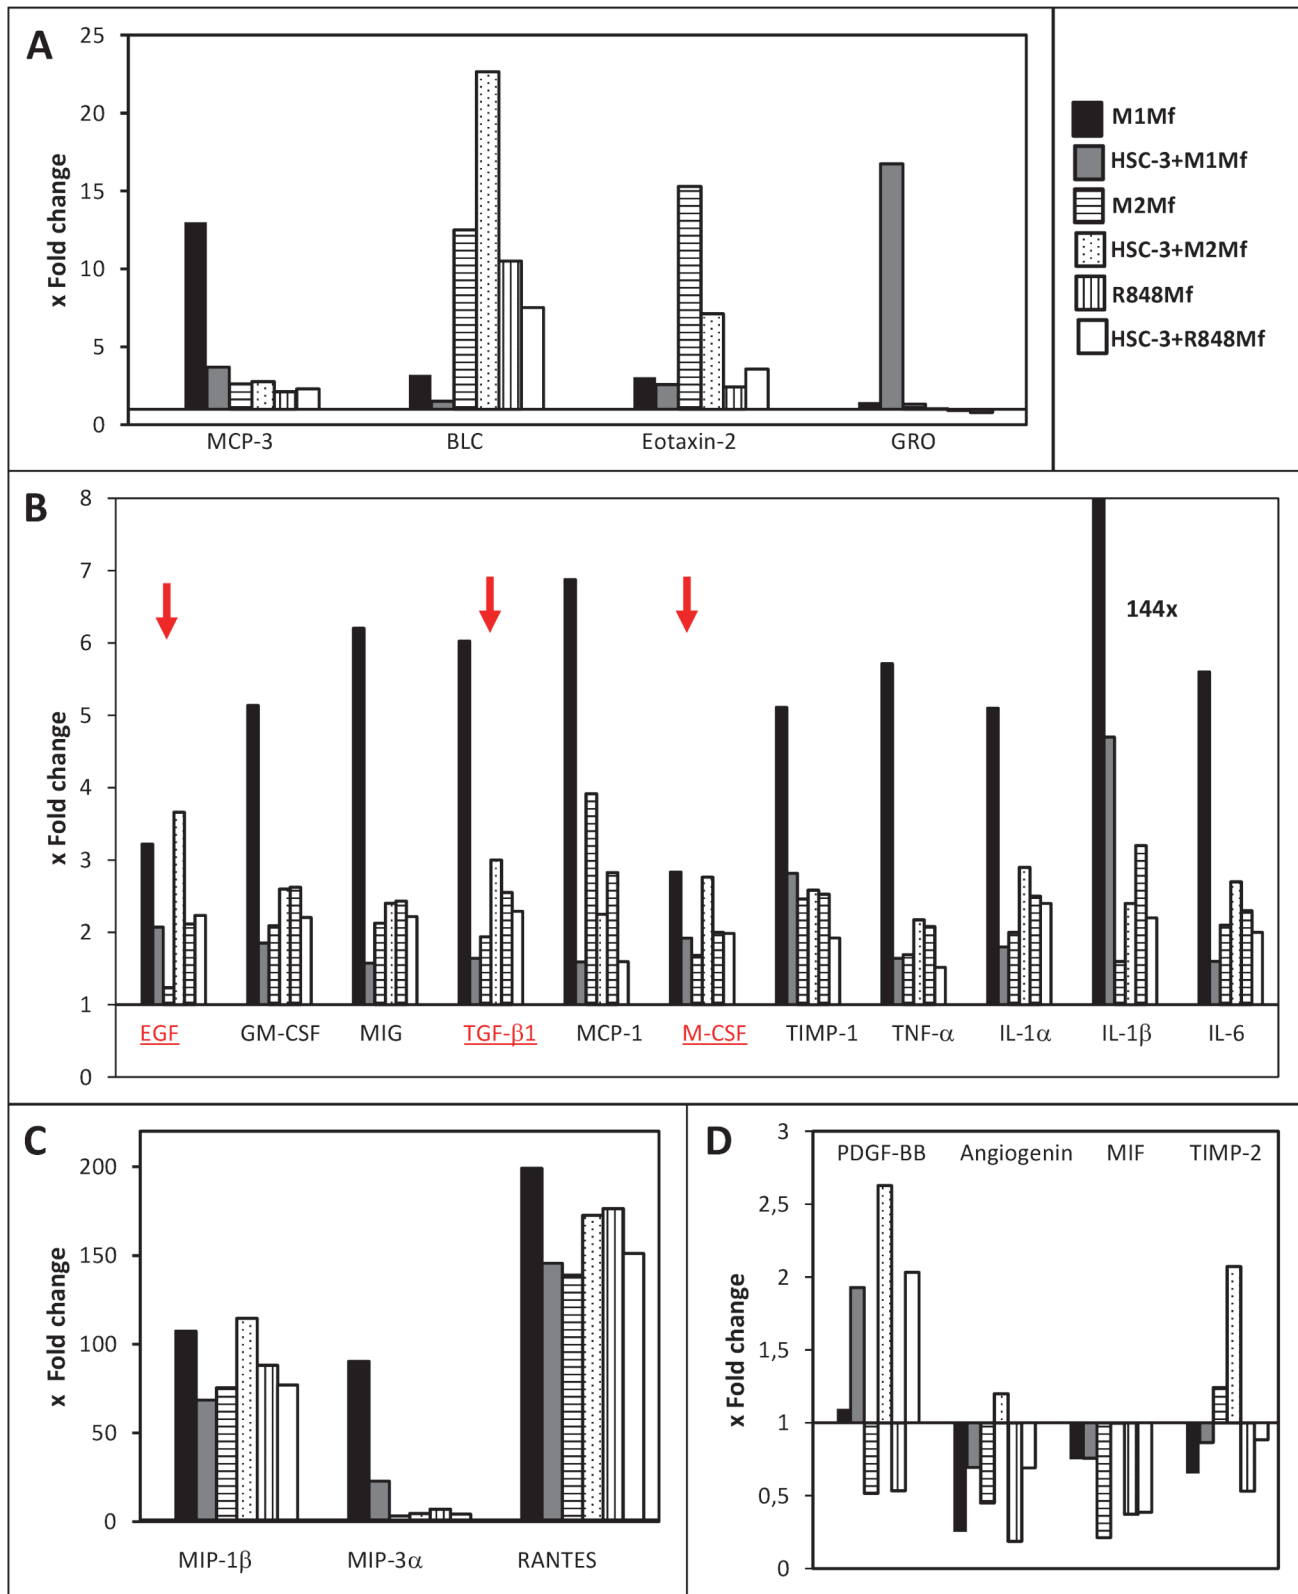 A
25
20
15
10
5
0
x Fold change
MCP-3 BLC Eotaxin-2 GRO
M1Mf
HSC-3+M1Mf
M2Mf
HSC-3+M2Mf
R848Mf
HSC-3+R848Mf
B
8
7
6
5
4
3
2
1
0
x Fold change
144x
EGF GM-CSF MIG TGF-β1 MCP-1 M-CSF TIMP-1 TNF-α IL-1α IL-1β IL-6
C
200
150
100
50
0
x Fold change
MIP-1β MIP-3α RANTES
D
3
2,5
2
1,5
1
0,5
0
x Fold change
PDGF-BB Angiogenin MIF TIMP-2